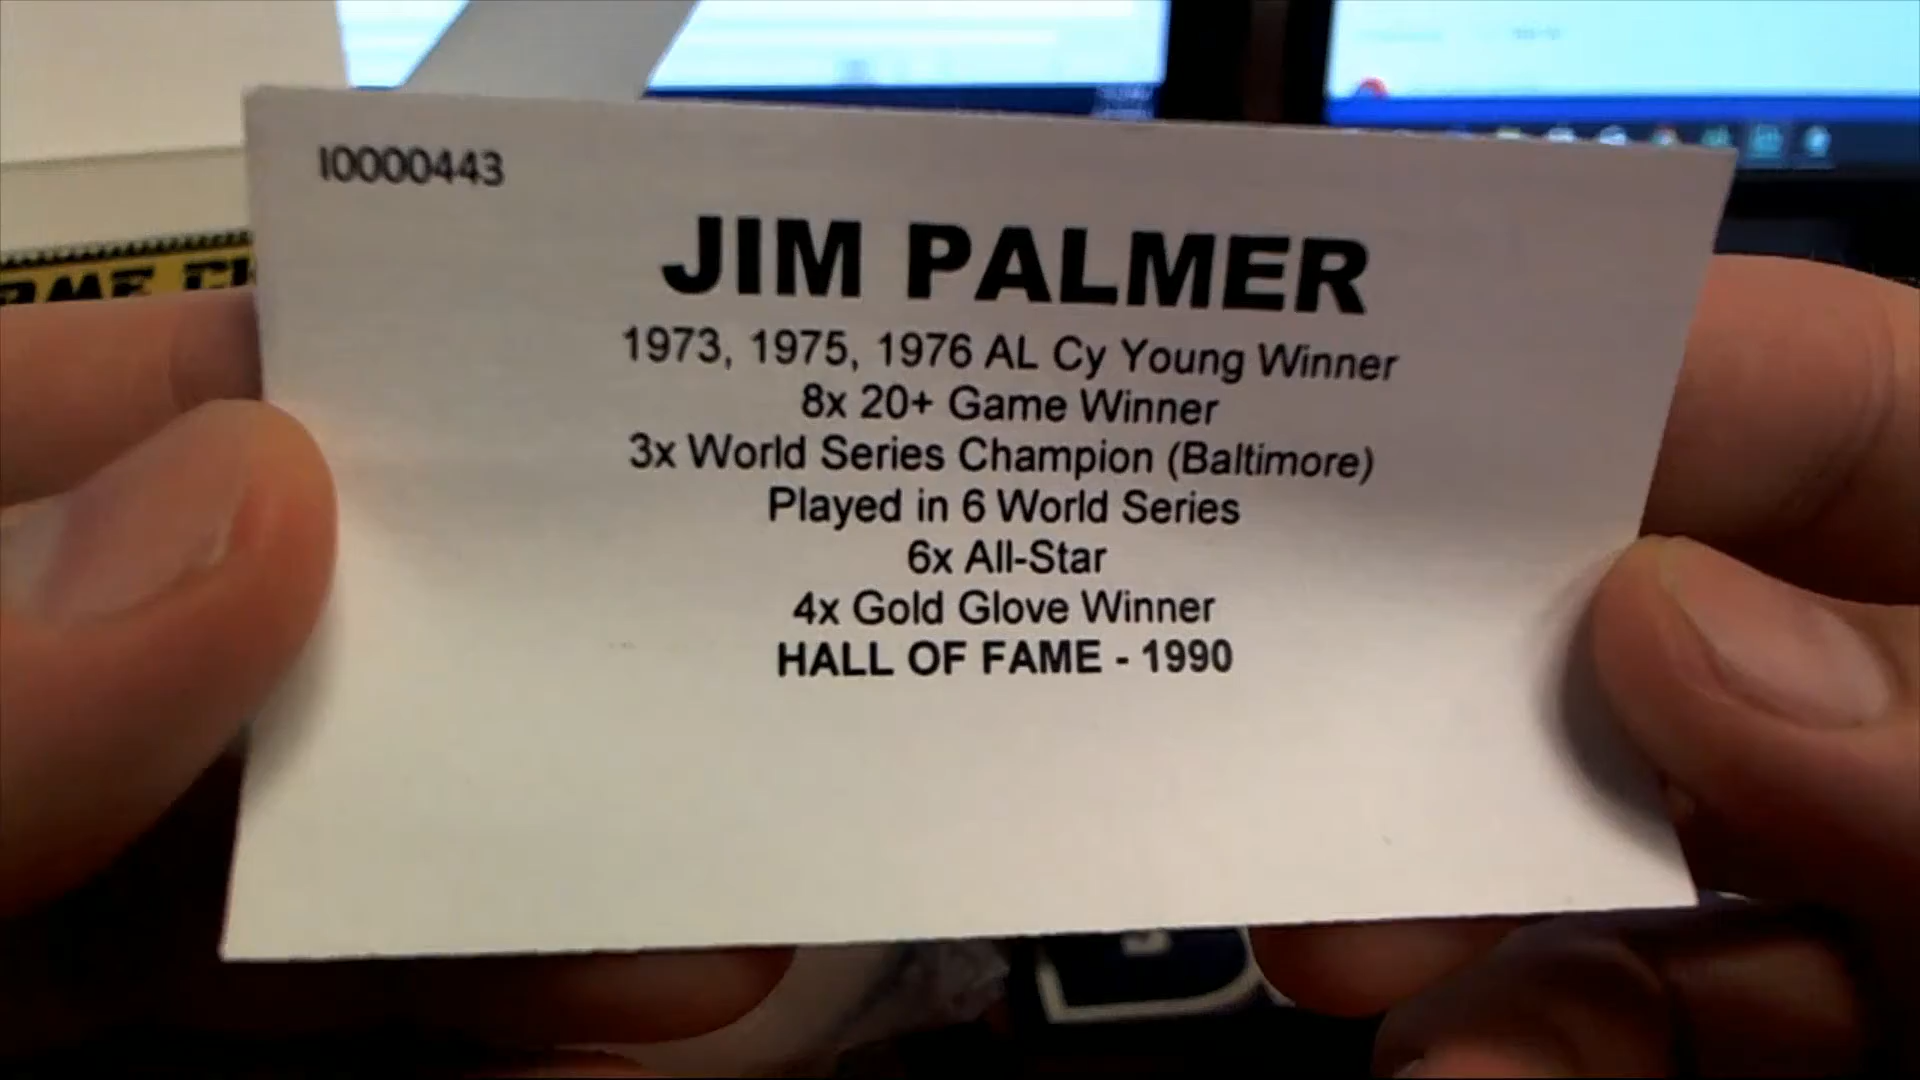 I0000443
JIM PALMER
1973, 1975, 1976 AL Cy Young Winner
8x 20+ Game Winner
3x World Series Champion (Baltimore)
Played in 6 World Series
6x All-Star
4x Gold Glove Winner
HALL OF FAME - 1990